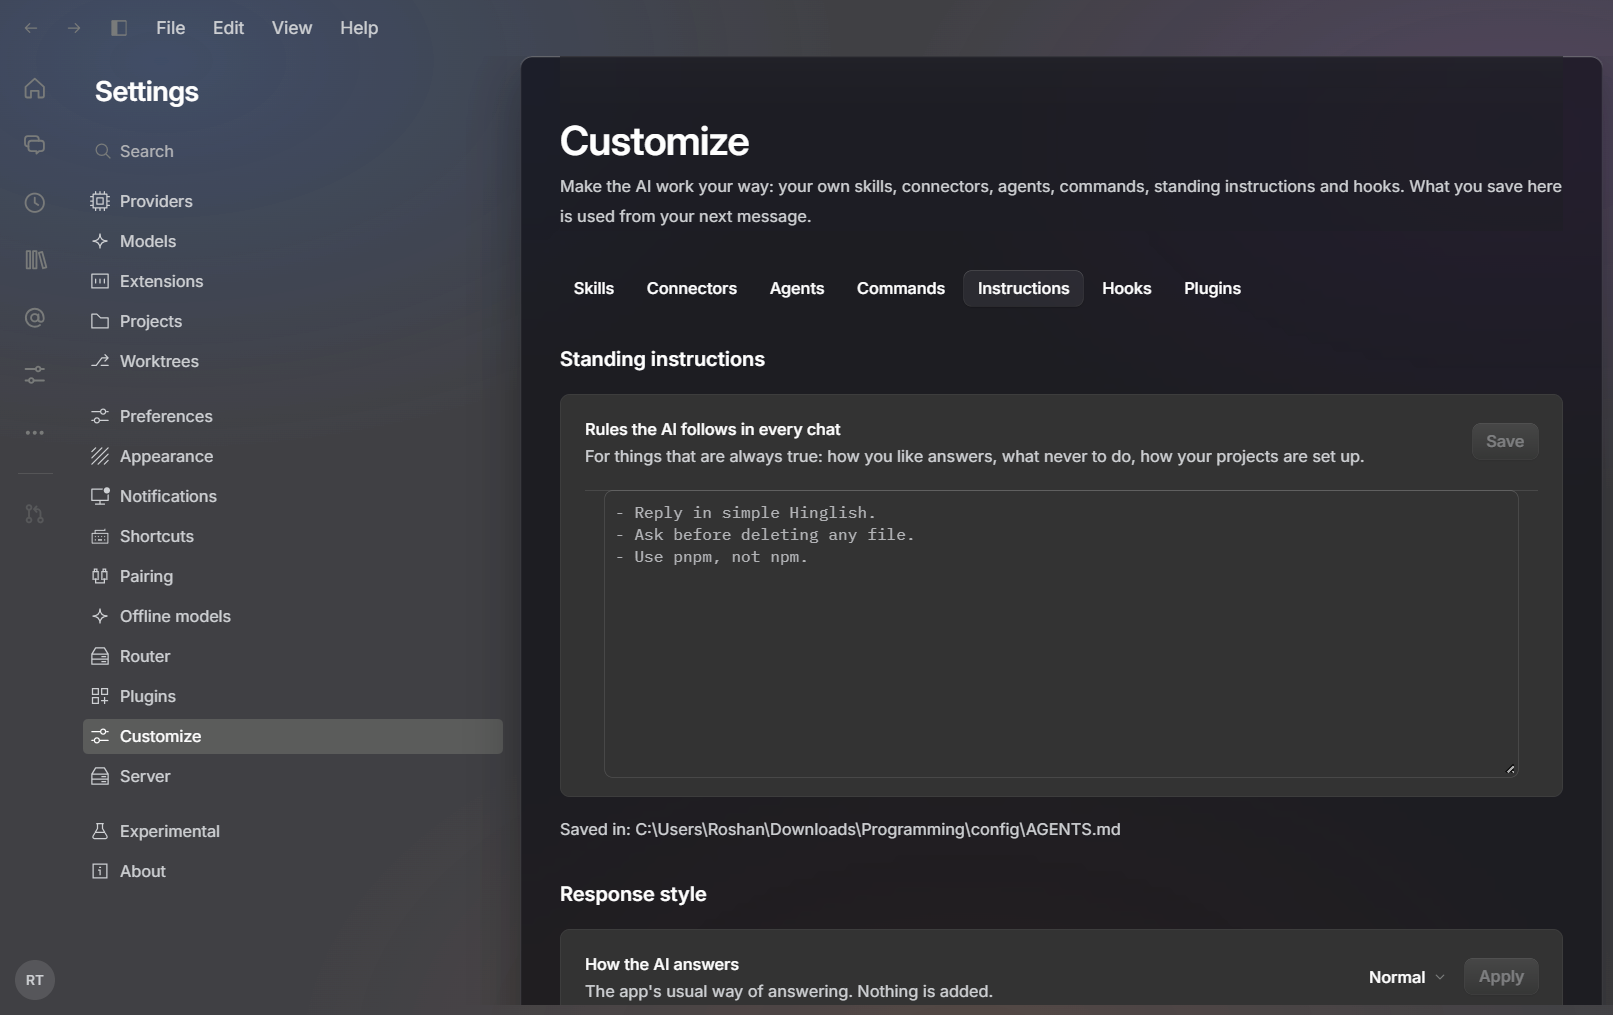 File Edit View Help
Settings
Search
Providers
Models
Extensions
Projects
Worktrees
Preferences
Appearance
Notifications
Shortcuts
Pairing
Offline models
Router
Plugins
Customize
Server
Experimental
About
RT
Customize
Make the AI work your way: your own skills, connectors, agents, commands, standing instructions and hooks. What you save here
is used from your next message.
Skills Connectors Agents Commands Instructions Hooks Plugins
Standing instructions
Rules the AI follows in every chat
For things that are always true: how you like answers, what never to do, how your projects are set up.
Save
- Reply in simple Hinglish.
- Ask before deleting any file.
- Use pnpm, not npm.
Saved in: C:\Users\Roshan\Downloads\Programming\config\AGENTS.md
Response style
How the AI answers
The app's usual way of answering. Nothing is added.
Normal Apply